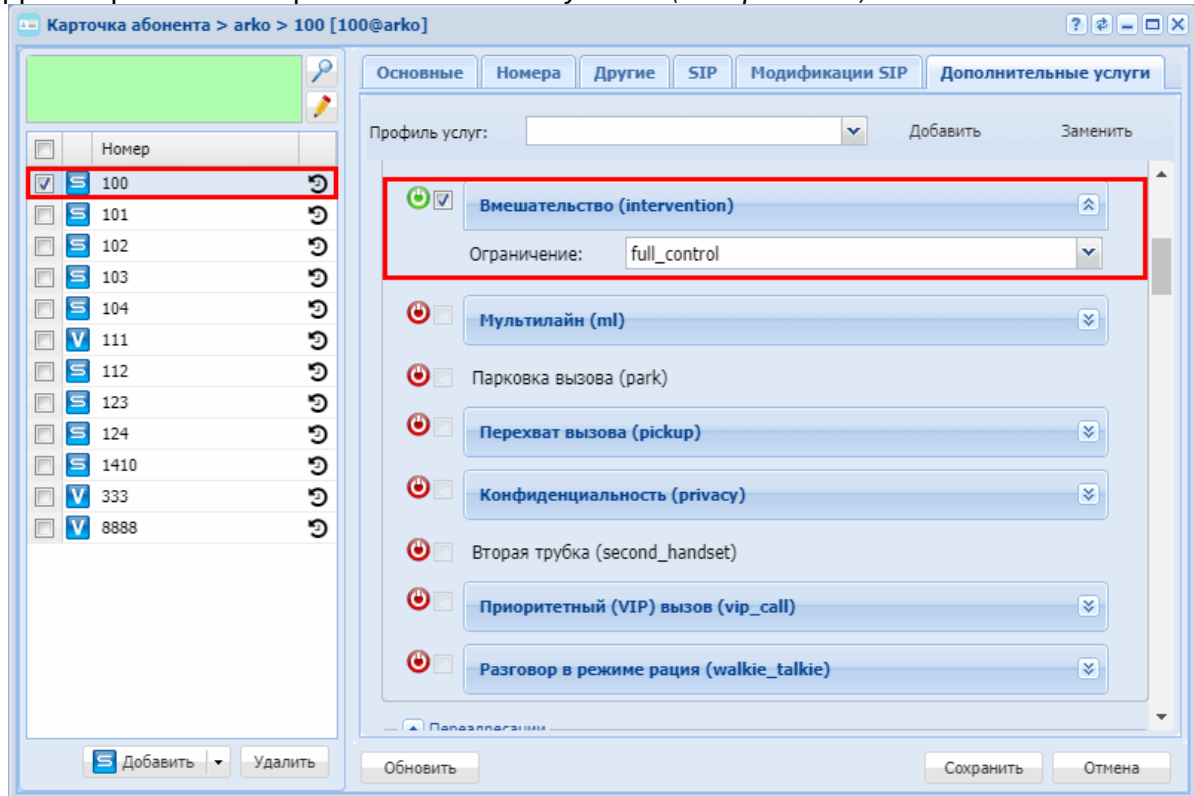 Карточка абонента > arko > 100 [100@arko]
Основные Номера Другие SIP Модификации SIP Дополнительные услуги
Профиль услуг: Добавить Заменить
Номер
100
101
102
103
104
111
112
123
124
1410
333
8888
Вмешательство (intervention)
Ограничение: full_control
Мультилайн (ml)
Парковка вызова (park)
Перехват вызова (pickup)
Конфиденциальность (privacy)
Вторая трубка (second_handset)
Приоритетный (VIP) вызов (vip_call)
Разговор в режиме рация (walkie_talkie)
Переадресации
Добавить Удалить
Обновить Сохранить Отмена